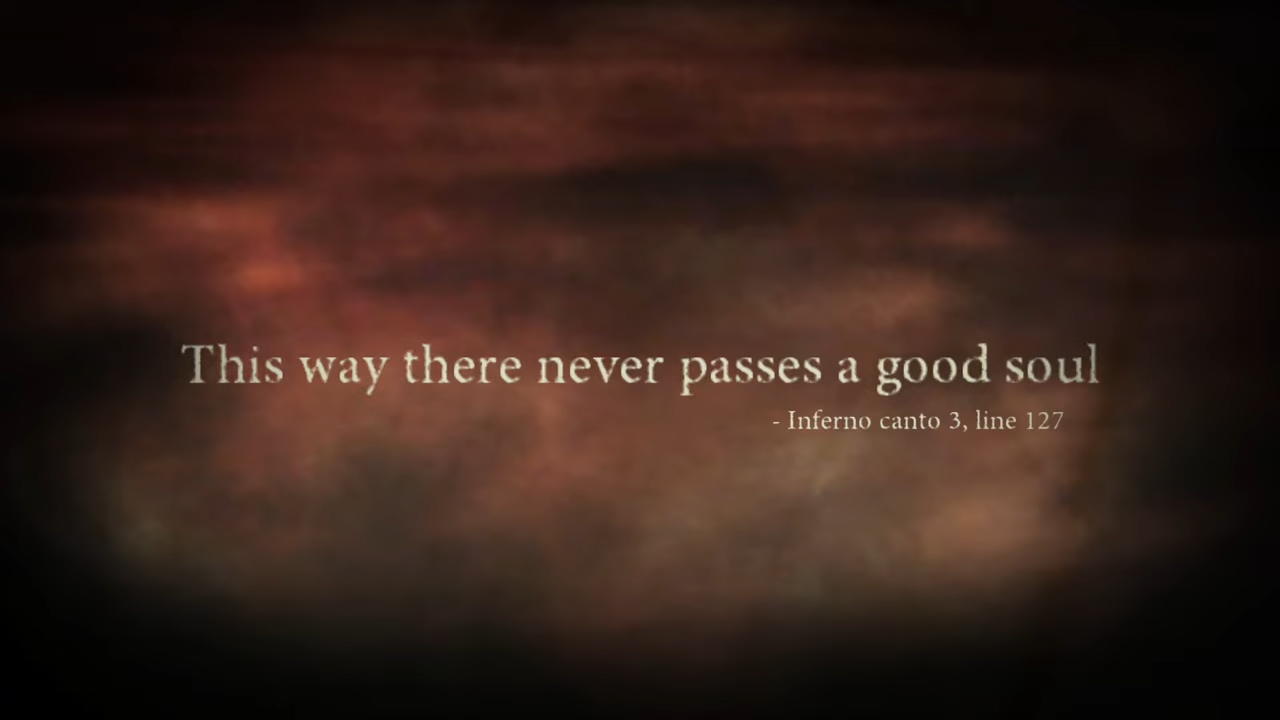 This way there never passes a good soul
- Inferno canto 3, line 127